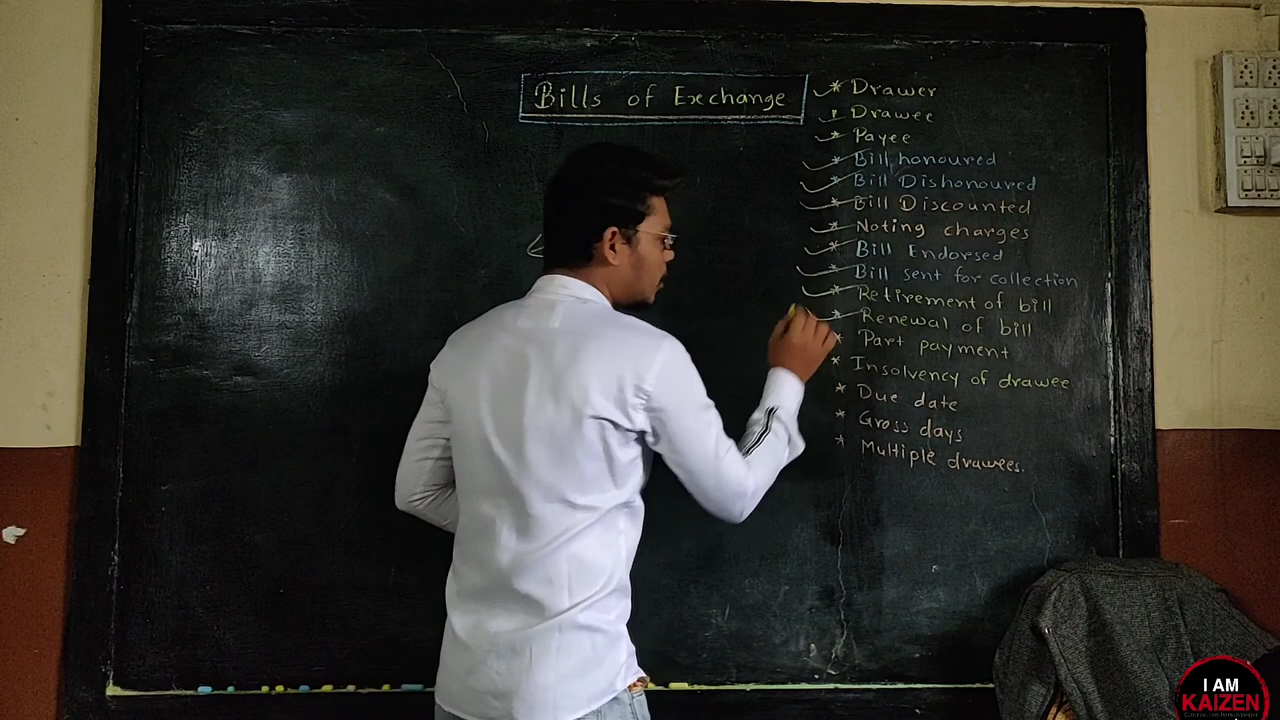 Bills of Exchange
* Drawer
* Drawee
* Payee
* Bill honoured
* Bill Dishonoured
* Bill Discounted
* Noting charges
* Bill Endorsed
* Bill sent for collection
* Retirement of bill
* Renewal of bill
* Part payment
* Insolvency of drawee
* Due date
* Gross days
* Multiple drawees.
I AM
KAIZEN